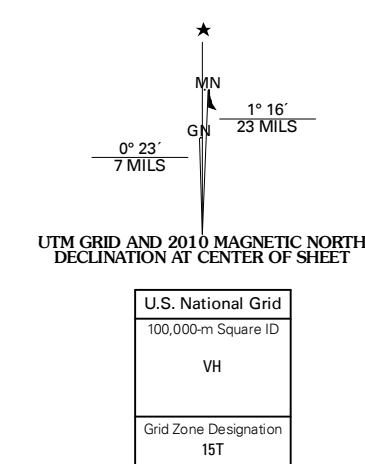 MN
1° 16´
GN
23 MILS
0° 23´
7 MILS
UTM GRID AND 2010 MAGNETIC NORTH
DECLINATION AT CENTER OF SHEET
U.S. National Grid
100,000-m Square ID
VH
Grid Zone Designation
15T